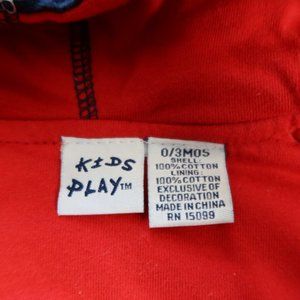 KIDS
PLAY™
0/3MOS
SHELL:
100%COTTON
LINING:
100%COTTON
EXCLUSIVE OF
DECORATION
MADE IN CHINA
RN 15099